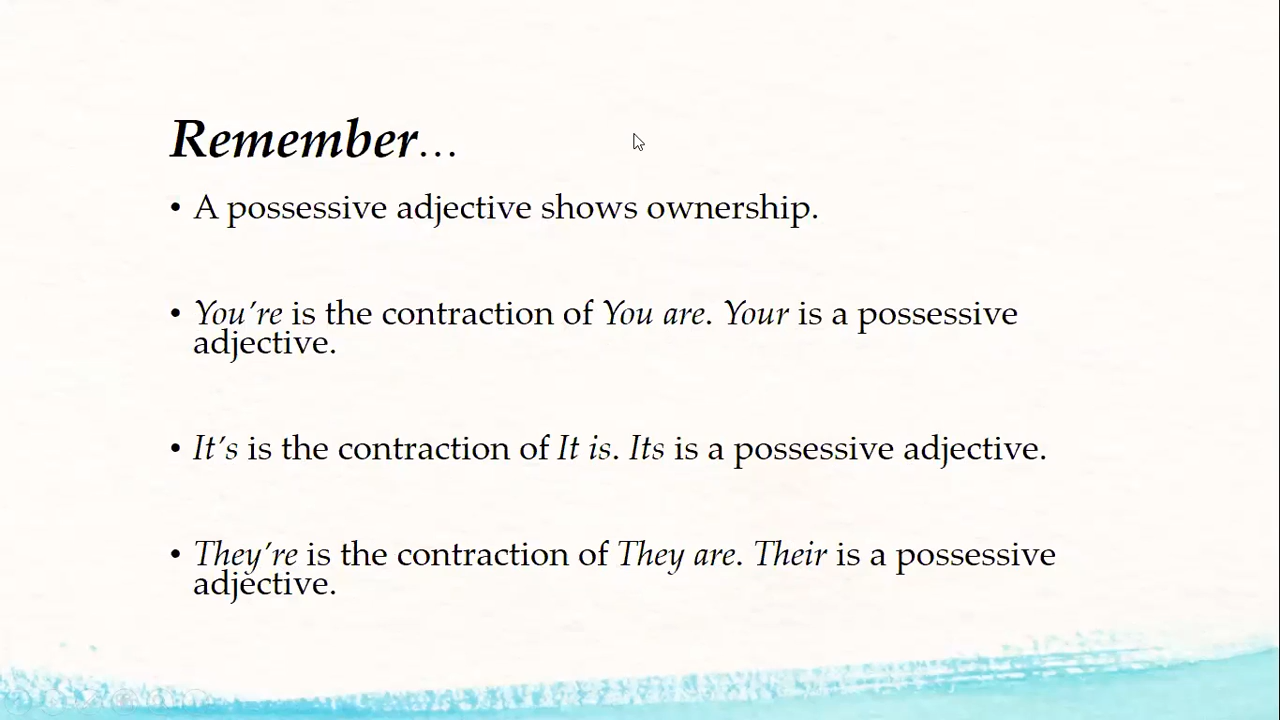 Remember…
• A possessive adjective shows ownership.
• You’re is the contraction of You are. Your is a possessive
adjective.
• It’s is the contraction of It is. Its is a possessive adjective.
• They’re is the contraction of They are. Their is a possessive
adjective.